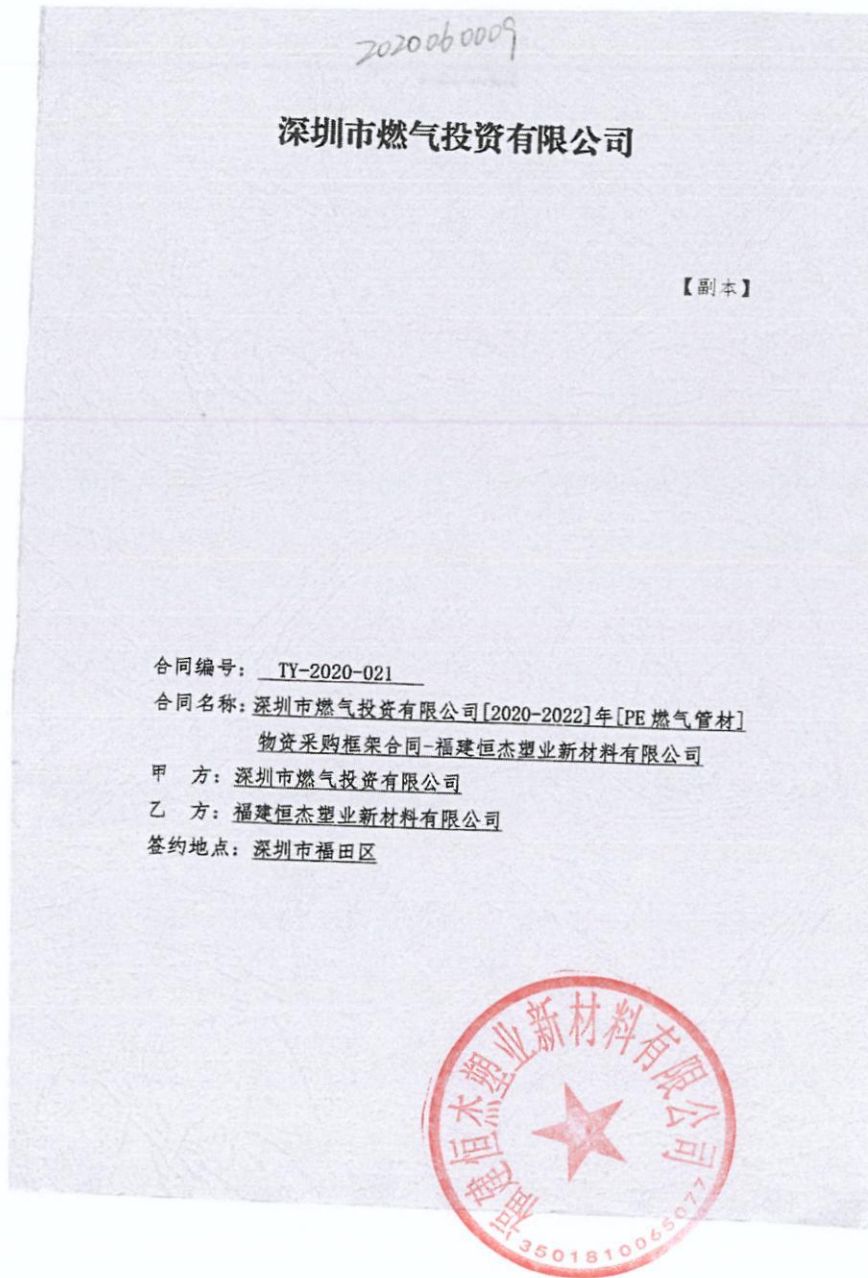 2020060009
深圳市燃气投资有限公司
【副本】
合同编号： TY-2020-021
合同名称：深圳市燃气投资有限公司[2020-2022]年[PE 燃气管材]
物资采购框架合同-福建恒杰塑业新材料有限公司
甲 方：深圳市燃气投资有限公司
乙 方：福建恒杰塑业新材料有限公司
签约地点：深圳市福田区
福建恒杰塑业新材料有限公司
3501810065077